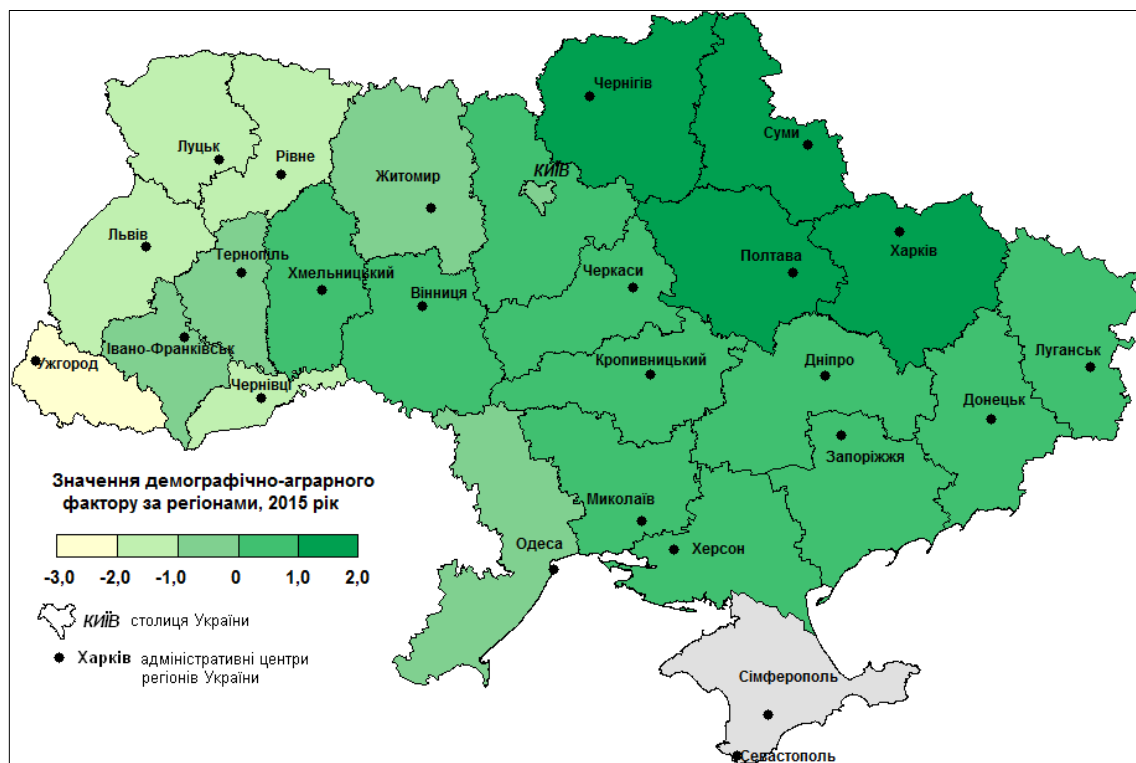 Чернігів
Суми
Луцьк
Рівне
Житомир
КИЇВ
Львів
Тернопіль
Хмельницький
Вінниця
Черкаси
Полтава
Харків
Івано-Франківськ
Ужгород
Чернівці
Кропивницький
Дніпро
Луганськ
Донецьк
Запоріжжя
Миколаїв
Одеса
Херсон
Сімферополь
Севастополь
Значення демографічно-аграрного
фактору за регіонами, 2015 рік
-3,0 -2,0 -1,0 0 1,0 2,0
КИЇВ столиця України
Харків адміністративні центри
регіонів України